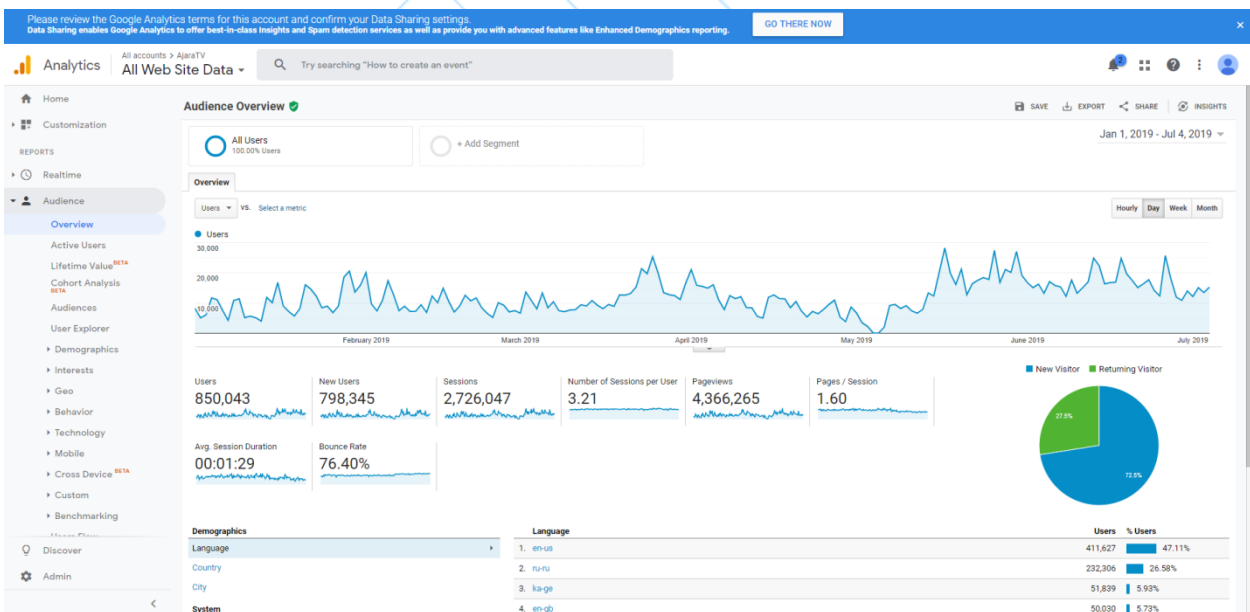 Please review the Google Analytics terms for this account and confirm your Data Sharing settings.
Data Sharing enables Google Analytics to offer best-in-class Insights and Spam detection services as well as provide you with advanced features like Enhanced Demographics reporting.
GO THERE NOW
×
Analytics
All accounts > AjaraTV
All Web Site Data
Try searching "How to create an event"
2
Home
Customization
REPORTS
Realtime
Audience
Overview
Active Users
Lifetime Value BETA
Cohort Analysis
BETA
Audiences
User Explorer
Demographics
Interests
Geo
Behavior
Technology
Mobile
Cross Device BETA
Custom
Benchmarking
Discover
Admin
Audience Overview
SAVE EXPORT SHARE INSIGHTS
All Users
100.00% Users
+ Add Segment
Jan 1, 2019 - Jul 4, 2019
Overview
Users VS. Select a metric
Hourly Day Week Month
Users
30,000
20,000
10,000
February 2019 March 2019 April 2019 May 2019 June 2019 July 2019
New Visitor Returning Visitor
27.5%
72.5%
Users
850,043
New Users
798,345
Sessions
2,726,047
Number of Sessions per User
3.21
Pageviews
4,366,265
Pages / Session
1.60
Avg. Session Duration
00:01:29
Bounce Rate
76.40%
Demographics
Language
Country
City
System
Language Users % Users
1. en-us 411,627 47.11%
2. ru-ru 232,306 26.58%
3. ka-ge 51,839 5.93%
4. en-gb 50,030 5.73%